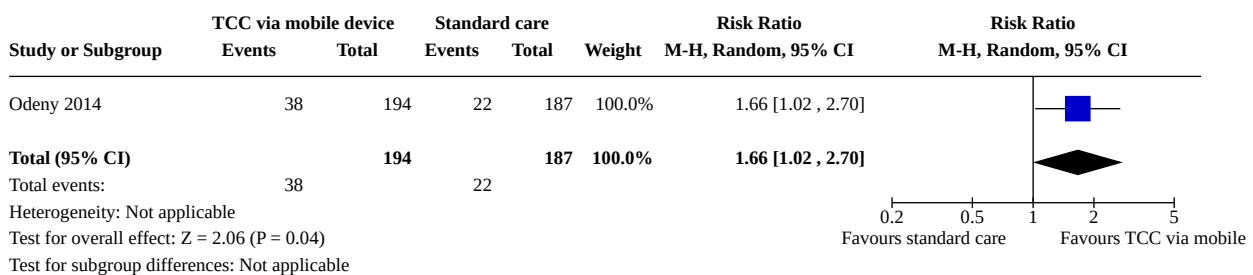 TCC via mobile device Standard care Risk Ratio Risk Ratio
Study or Subgroup Events Total Events Total Weight M-H, Random, 95% CI M-H, Random, 95% CI
Odeny 2014 38 194 22 187 100.0% 1.66 [1.02 , 2.70]
Total (95% CI) 194 187 100.0% 1.66 [1.02 , 2.70]
Total events: 38 22
Heterogeneity: Not applicable
0.2 0.5 1 2 5
Test for overall effect: Z = 2.06 (P = 0.04) Favours standard care Favours TCC via mobile
Test for subgroup differences: Not applicable